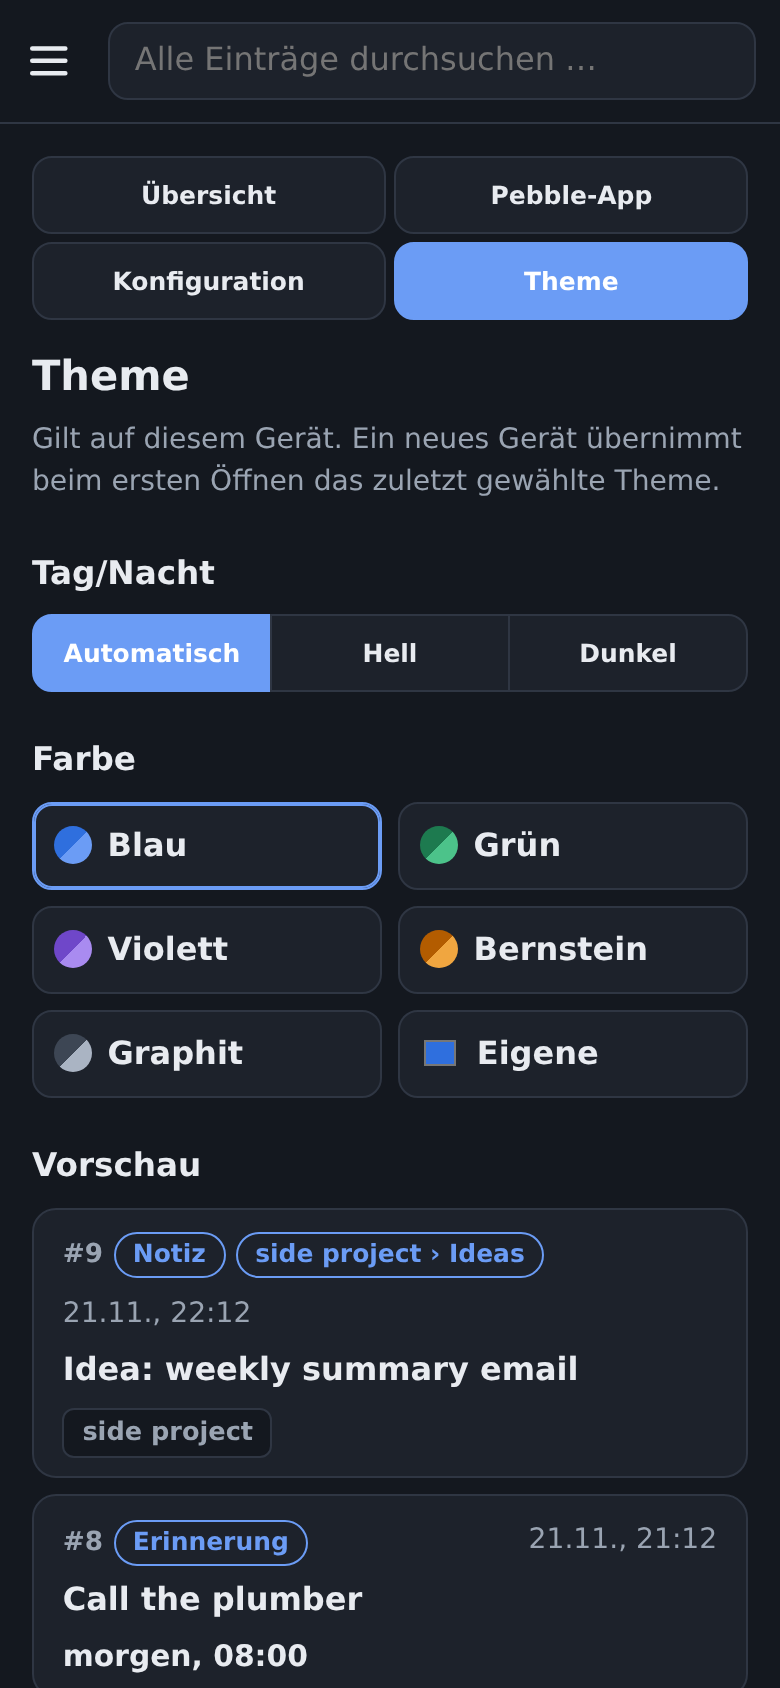 Alle Einträge durchsuchen …
Übersicht
Pebble-App
Konfiguration
Theme
Theme
Gilt auf diesem Gerät. Ein neues Gerät übernimmt
beim ersten Öffnen das zuletzt gewählte Theme.
Tag/Nacht
Automatisch
Hell
Dunkel
Farbe
Blau
Grün
Violett
Bernstein
Graphit
Eigene
Vorschau
#9 Notiz side project › Ideas
21.11., 22:12
Idea: weekly summary email
side project
#8 Erinnerung 21.11., 21:12
Call the plumber
morgen, 08:00